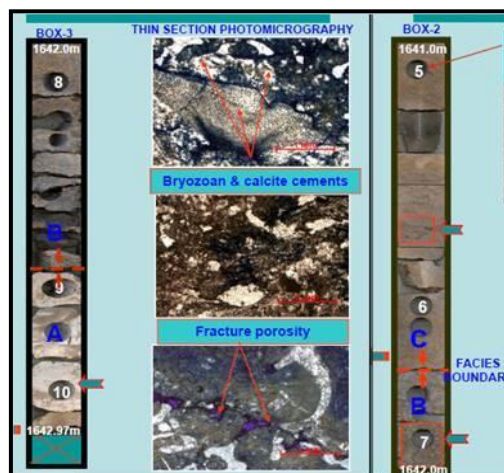 BOX-3
1642.0m
8
B
9
A
10
1642.97m
THIN SECTION PHOTOMICROGRAPHY
Bryozoan & calcite cements
Fracture porosity
BOX-2
1641.0m
5
6
C
FACIES
BOUNDAR
B
7
1642.0m